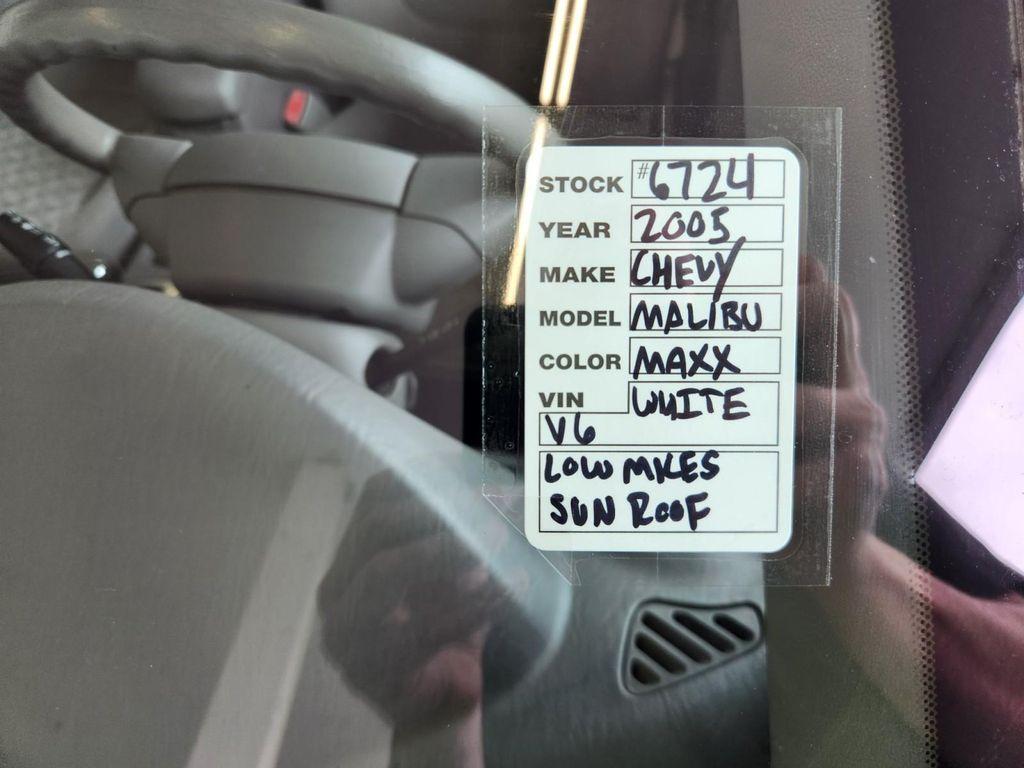 STOCK #6724
YEAR 2005
MAKE CHEVY
MODEL MALIBU
COLOR MAXX
VIN WHITE
V6
LOW MILES
SUN ROOF